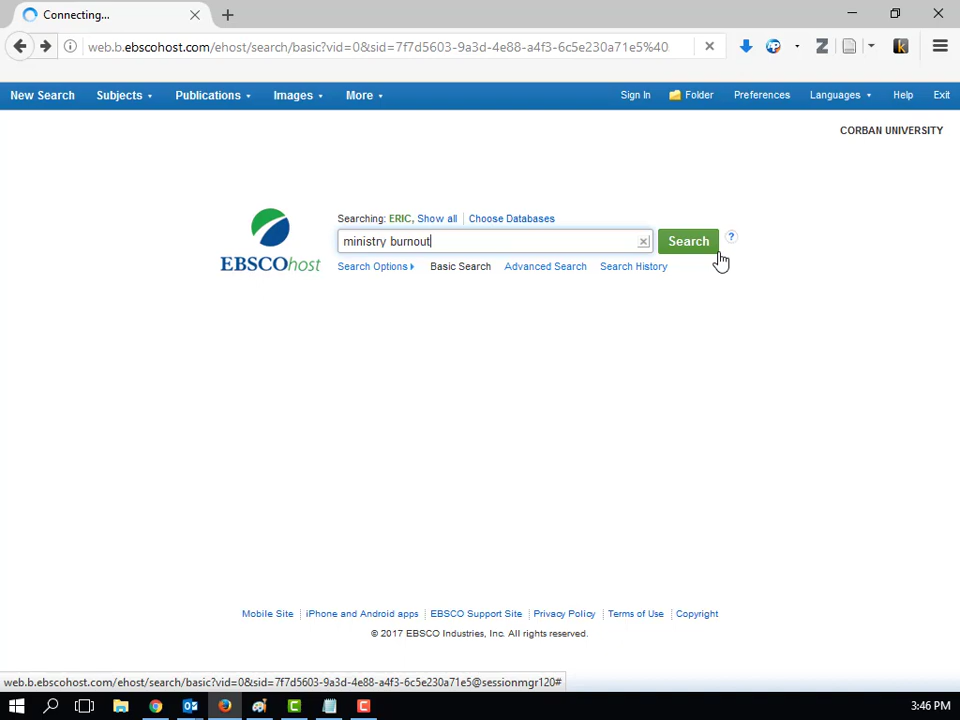 Connecting...
web.b.ebscohost.com/ehost/search/basic?vid=0&sid=7f7d5603-9a3d-4e88-a4f3-6c5e230a71e5%40
New Search Subjects Publications Images More Sign In Folder Preferences Languages Help Exit
CORBAN UNIVERSITY
Searching: ERIC, Show all Choose Databases
ministry burnout Search ?
EBSCOhost
Search Options Basic Search Advanced Search Search History
Mobile Site iPhone and Android apps EBSCO Support Site Privacy Policy Terms of Use Copyright
© 2017 EBSCO Industries, Inc. All rights reserved.
web.b.ebscohost.com/ehost/search/basic?vid=0&sid=7f7d5603-9a3d-4e88-a4f3-6c5e230a71e5@sessionmgr120#
3:46 PM